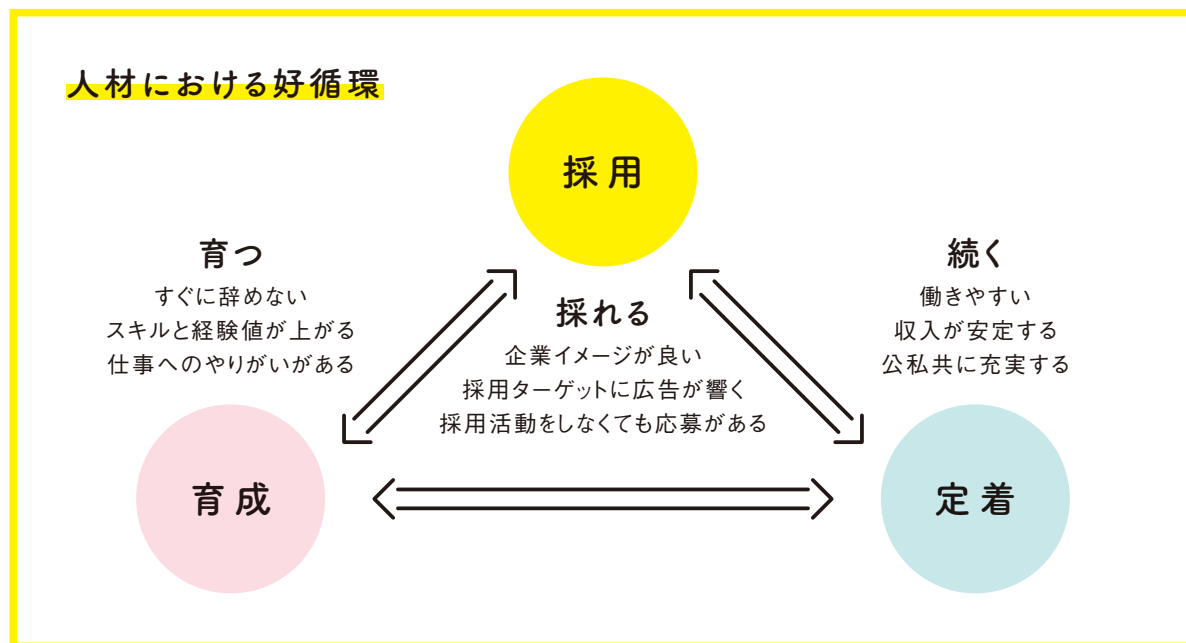 人材における好循環
採用
育つ
すぐに辞めない
スキルと経験値が上がる
仕事へのやりがいがある
採れる
企業イメージが良い
採用ターゲットに広告が響く
採用活動をしなくても応募がある
続く
働きやすい
収入が安定する
公私共に充実する
育成
定着